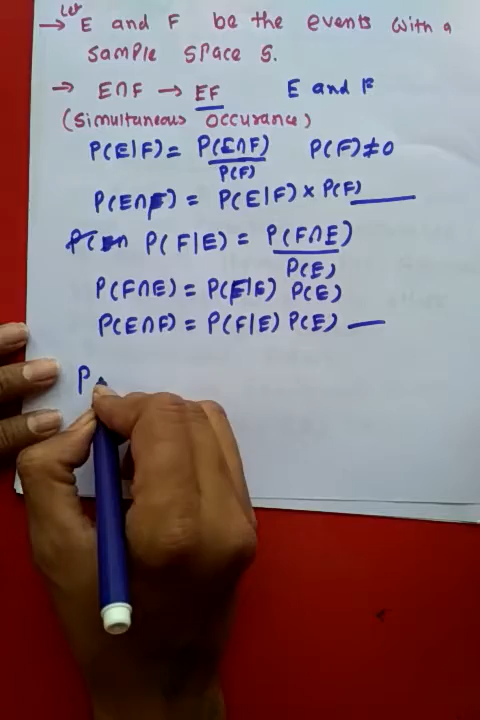 → Let E and F be the events with a
sample space S.
→ E∩F → EF E and F
(Simultaneous occurance)
P(E|F) = P(E∩F) / P(F) P(F)≠0
P(E∩F) = P(E|F) × P(F)
P(F|E) = P(F∩E) / P(E)
P(F∩E) = P(F|E) P(E)
P(E∩F) = P(F|E) P(E)
P